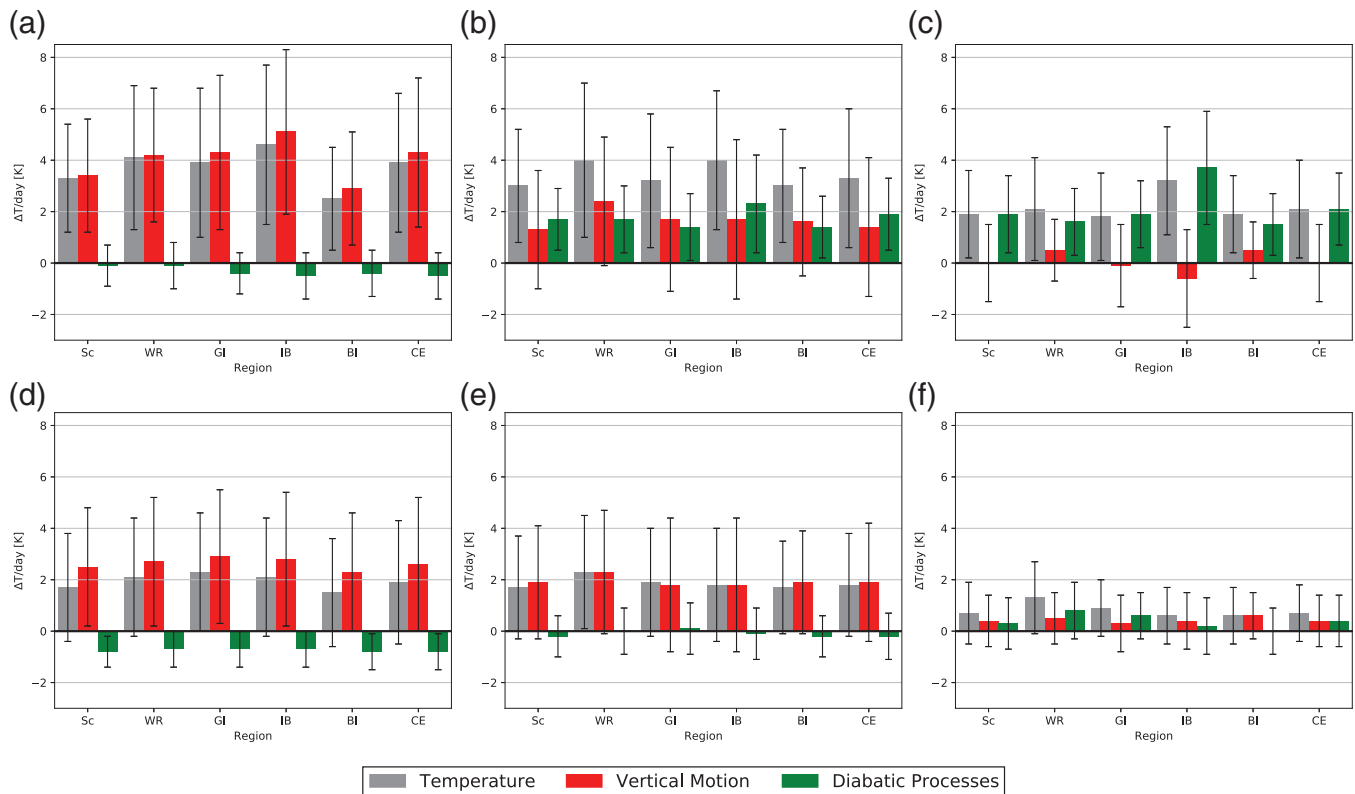 (a)
(b)
(c)
8
6
4
2
0
−2
ΔT/day [K]
Sc WR GI IB BI CE
Region
8
6
4
2
0
−2
ΔT/day [K]
Sc WR GI IB BI CE
Region
8
6
4
2
0
−2
ΔT/day [K]
Sc WR GI IB BI CE
Region
(d)
(e)
(f)
8
6
4
2
0
−2
ΔT/day [K]
Sc WR GI IB BI CE
Region
8
6
4
2
0
−2
ΔT/day [K]
Sc WR GI IB BI CE
Region
8
6
4
2
0
−2
ΔT/day [K]
Sc WR GI IB BI CE
Region
Temperature Vertical Motion Diabatic Processes